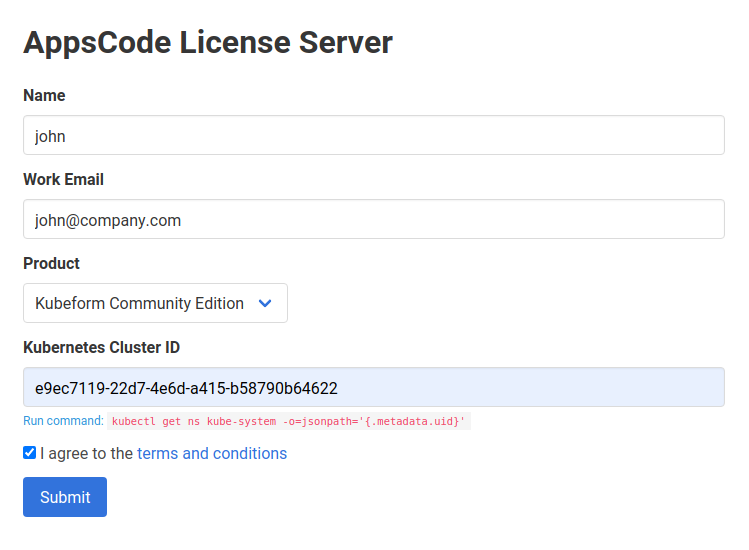 AppsCode License Server
Name
john
Work Email
john@company.com
Product
Kubeform Community Edition
Kubernetes Cluster ID
e9ec7119-22d7-4e6d-a415-b58790b64622
Run command: kubectl get ns kube-system -o=jsonpath='{.metadata.uid}'
I agree to the terms and conditions
Submit